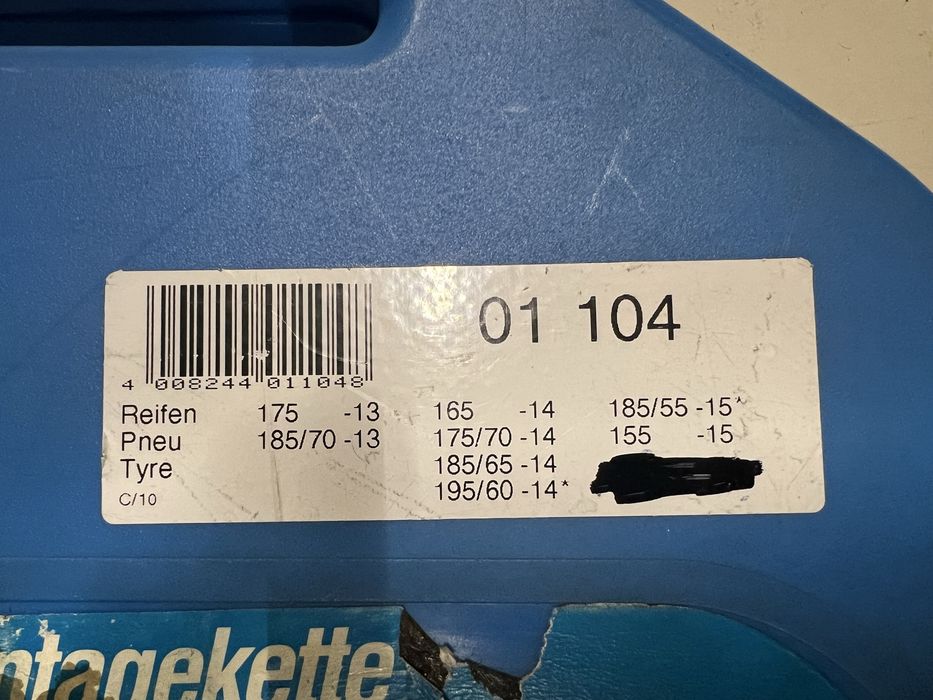 01 104
4 008244 011048
Reifen 175 -13 165 -14 185/55 -15*
Pneu 185/70 -13 175/70 -14 155 -15
Tyre 185/65 -14
C/10 195/60 -14*